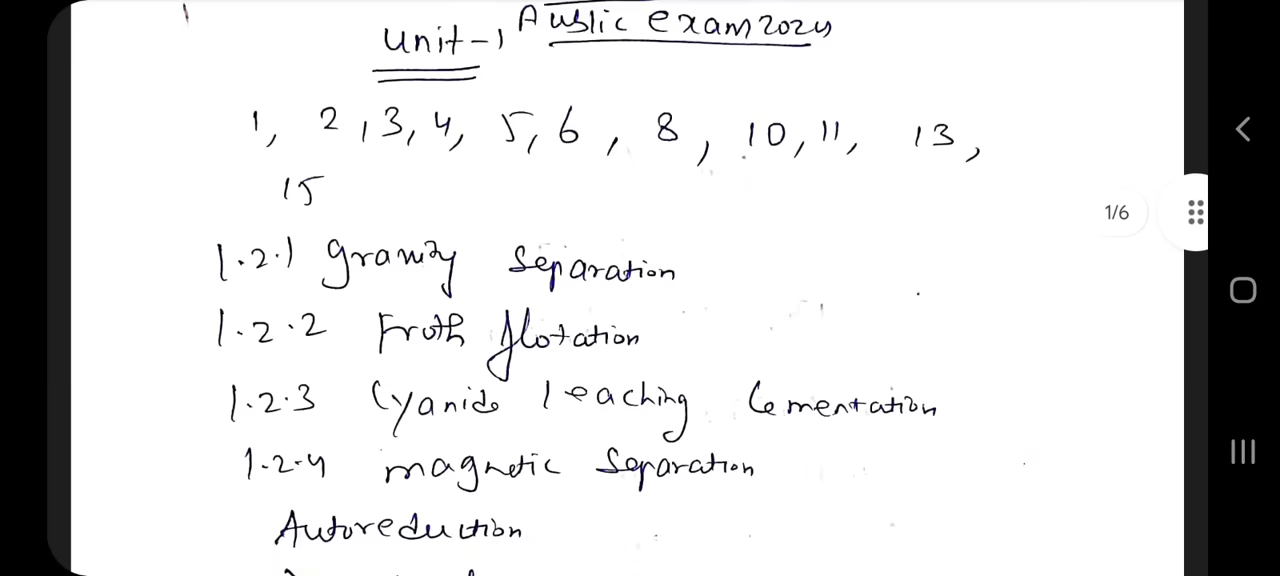 Unit-1 Public exam 2024
1, 2, 3, 4, 5, 6, 8, 10, 11, 13,
15
1/6
1.2.1 gravity Separation
1.2.2 Froth flotation
1.2.3 Cyanide leaching Cementation
1.2.4 magnetic Separation
Autoreduction